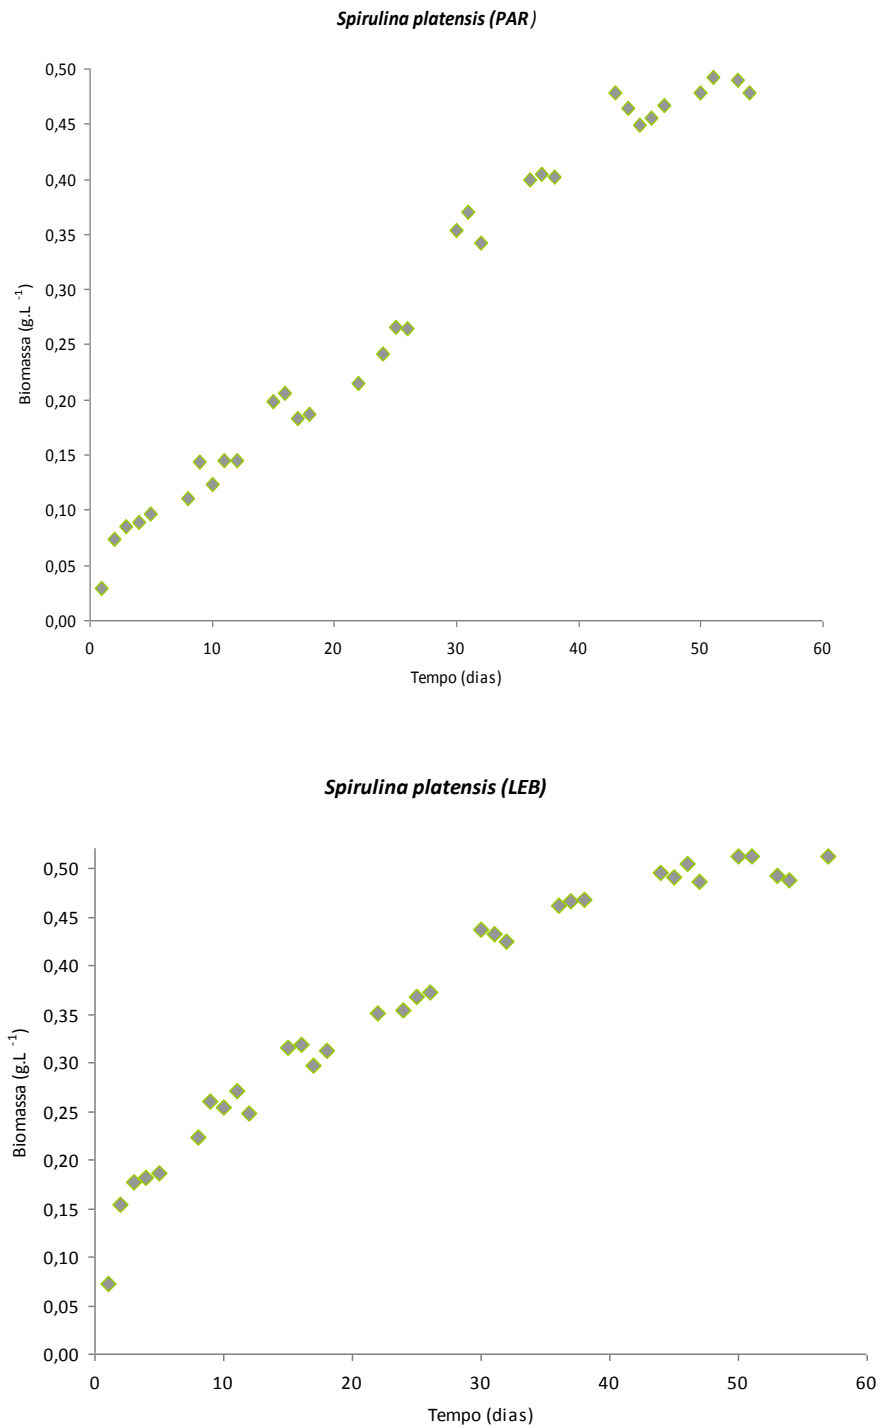 Spirulina platensis (PAR)
0,50
0,45
0,40
0,35
0,30
0,25
0,20
0,15
0,10
0,05
0,00
Biomassa (g.L -1)
0 10 20 30 40 50 60
Tempo (dias)
Spirulina platensis (LEB)
0,50
0,45
0,40
0,35
0,30
0,25
0,20
0,15
0,10
0,05
0,00
Biomassa (g.L -1)
0 10 20 30 40 50 60
Tempo (dias)